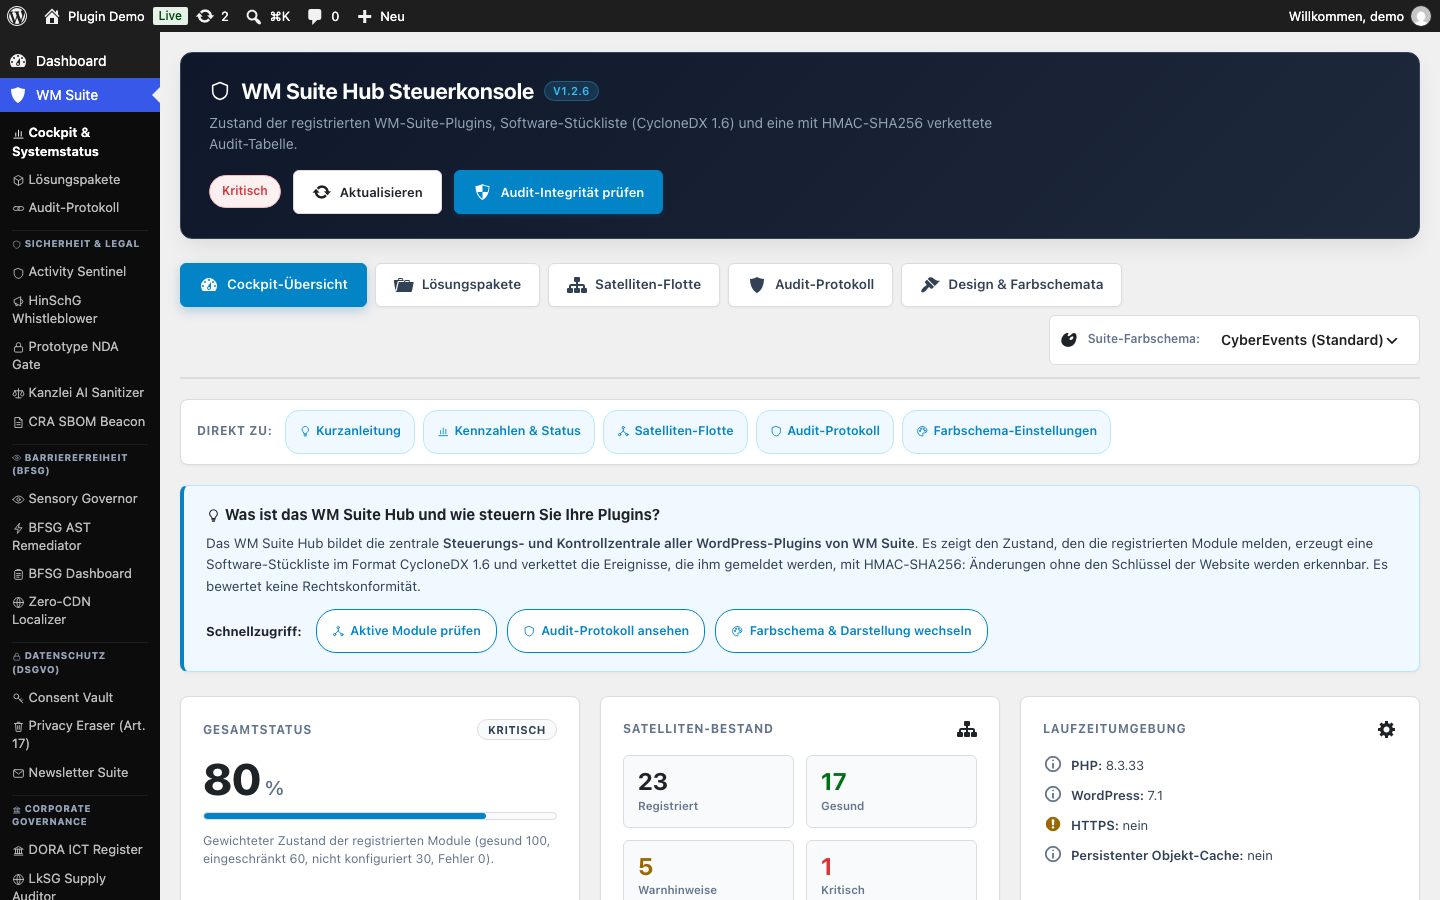 Plugin Demo Live 2 ⌘K 0 Neu
Willkommen, demo
Dashboard
WM Suite
Cockpit &
Systemstatus
Lösungspakete
Audit-Protokoll
SICHERHEIT & LEGAL
Activity Sentinel
HinSchG
Whistleblower
Prototype NDA
Gate
Kanzlei AI Sanitizer
CRA SBOM Beacon
BARRIEREFREIHEIT
(BFSG)
Sensory Governor
BFSG AST
Remediator
BFSG Dashboard
Zero-CDN
Localizer
DATENSCHUTZ
(DSGVO)
Consent Vault
Privacy Eraser (Art.
17)
Newsletter Suite
CORPORATE
GOVERNANCE
DORA ICT Register
LkSG Supply
Auditor
WM Suite Hub Steuerkonsole V1.2.6
Zustand der registrierten WM-Suite-Plugins, Software-Stückliste (CycloneDX 1.6) und eine mit HMAC-SHA256 verkettete
Audit-Tabelle.
Kritisch Aktualisieren Audit-Integrität prüfen
Cockpit-Übersicht Lösungspakete Satelliten-Flotte Audit-Protokoll Design & Farbschemata
Suite-Farbschema: CyberEvents (Standard)
DIREKT ZU: Kurzanleitung Kennzahlen & Status Satelliten-Flotte Audit-Protokoll Farbschema-Einstellungen
Was ist das WM Suite Hub und wie steuern Sie Ihre Plugins?
Das WM Suite Hub bildet die zentrale Steuerungs- und Kontrollzentrale aller WordPress-Plugins von WM Suite. Es zeigt den Zustand, den die registrierten Module melden, erzeugt eine
Software-Stückliste im Format CycloneDX 1.6 und verkettet die Ereignisse, die ihm gemeldet werden, mit HMAC-SHA256: Änderungen ohne den Schlüssel der Website werden erkennbar. Es
bewertet keine Rechtskonformität.
Schnellzugriff: Aktive Module prüfen Audit-Protokoll ansehen Farbschema & Darstellung wechseln
GESAMTSTATUS KRITISCH
80 %
Gewichteter Zustand der registrierten Module (gesund 100,
eingeschränkt 60, nicht konfiguriert 30, Fehler 0).
SATELLITEN-BESTAND
23
Registriert
17
Gesund
5
Warnhinweise
1
Kritisch
LAUFZEITUMGEBUNG
PHP: 8.3.33
WordPress: 7.1
HTTPS: nein
Persistenter Objekt-Cache: nein